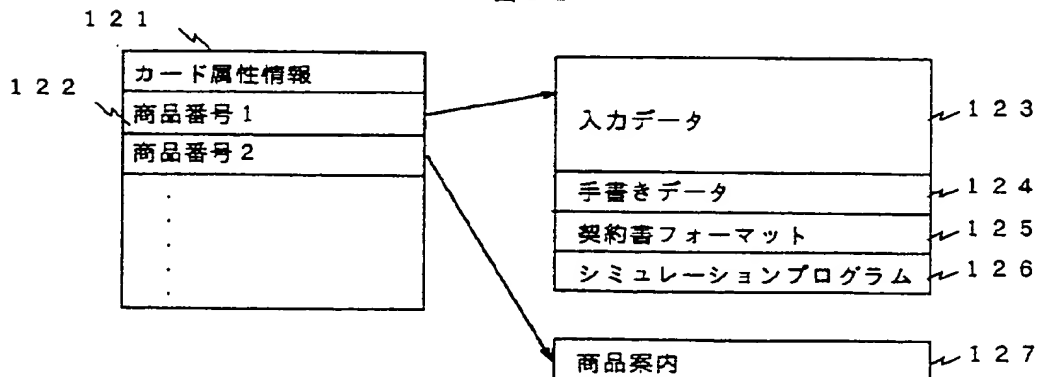 １２１
カード属性情報
１２２
商品番号１
商品番号２
入力データ
１２３
手書きデータ
１２４
契約書フォーマット
１２５
シミュレーションプログラム
１２６
商品案内
１２７